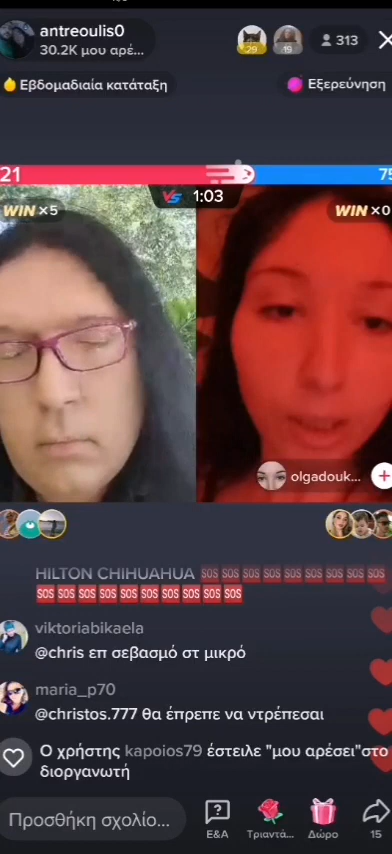 antreoulis0
30.2K μου αρέ...
29
19
313
Εβδομαδιαία κατάταξη
Εξερεύνηση
21
75
WIN ×5
VS 1:03
WIN ×0
olgadouk...
HILTON CHIHUAHUA SOS SOS SOS SOS SOS SOS SOS SOS SOS
SOS SOS SOS SOS SOS SOS SOS SOS SOS SOS
viktoriabikaela
@chris επ σεβασμό στ μικρό
maria_p70
@christos.777 θα έπρεπε να ντρέπεσαι
Ο χρήστης kapoios79 έστειλε "μου αρέσει"στο
διοργανωτή
Προσθήκη σχολίο...
Ε&Α
Τριαντά...
Δώρο
15